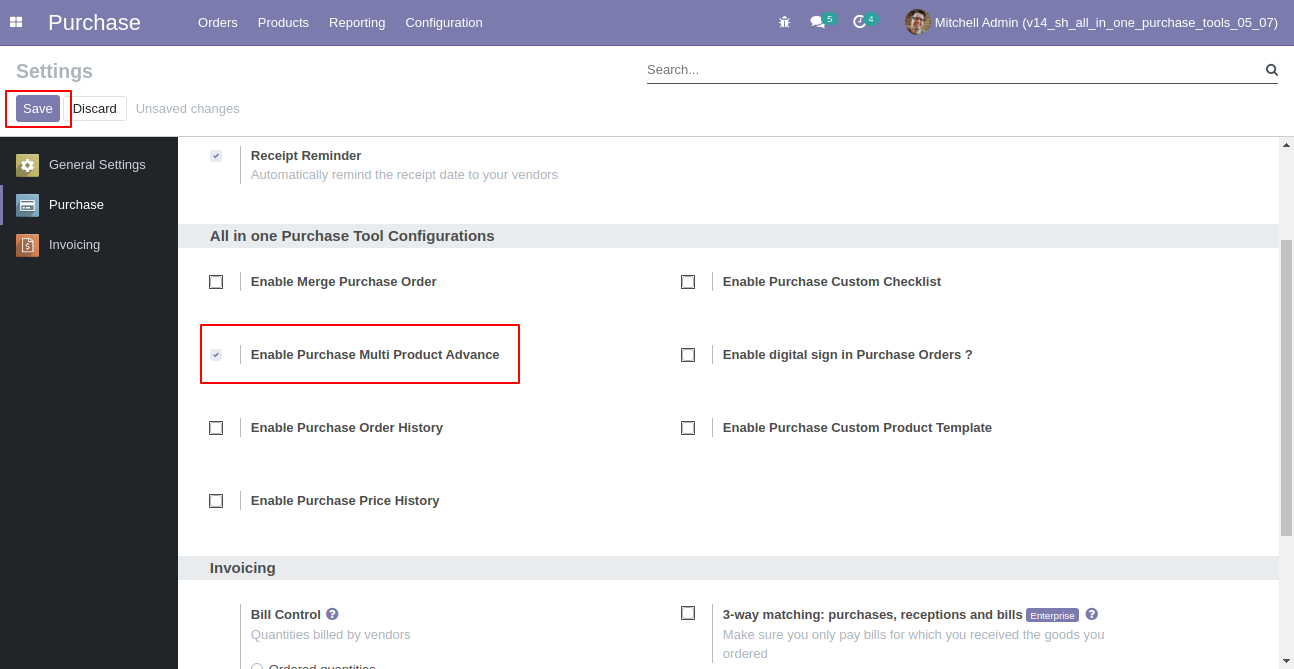 Purchase
Orders
Products
Reporting
Configuration
5
4
Mitchell Admin (v14_sh_all_in_one_purchase_tools_05_07)
Settings
Search...
Save
Discard
Unsaved changes
General Settings
Purchase
Invoicing
Receipt Reminder
Automatically remind the receipt date to your vendors
All in one Purchase Tool Configurations
Enable Merge Purchase Order
Enable Purchase Custom Checklist
Enable Purchase Multi Product Advance
Enable digital sign in Purchase Orders ?
Enable Purchase Order History
Enable Purchase Custom Product Template
Enable Purchase Price History
Invoicing
Bill Control ?
Quantities billed by vendors
Ordered quantities
3-way matching: purchases, receptions and bills Enterprise ?
Make sure you only pay bills for which you received the goods you
ordered